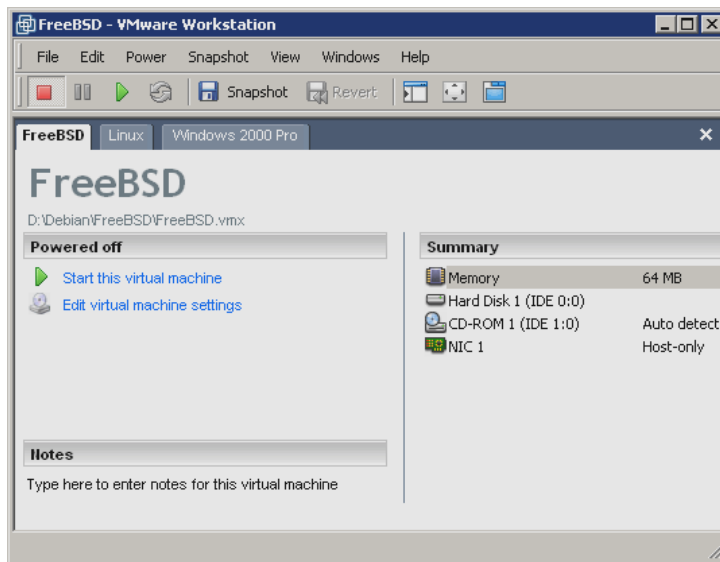 FreeBSD - VMware Workstation
File Edit Power Snapshot View Windows Help
Snapshot Revert
FreeBSD Linux Windows 2000 Pro
FreeBSD
D:\Debian\FreeBSD\FreeBSD.vmx
Powered off
Start this virtual machine
Edit virtual machine settings
Summary
Memory 64 MB
Hard Disk 1 (IDE 0:0)
CD-ROM 1 (IDE 1:0) Auto detect
NIC 1 Host-only
Notes
Type here to enter notes for this virtual machine